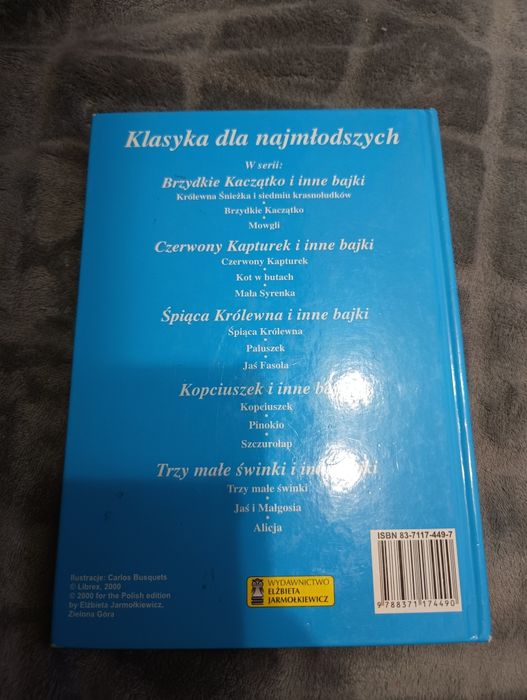 Klasyka dla najmłodszych
W serii:
Brzydkie Kaczątko i inne bajki
Królewna Śnieżka i siedmiu krasnoludków
Brzydkie Kaczątko
Mowgli
Czerwony Kapturek i inne bajki
Czerwony Kapturek
Kot w butach
Mała Syrenka
Śpiąca Królewna i inne bajki
Śpiąca Królewna
Paluszek
Jaś Fasola
Kopciuszek i inne bajki
Kopciuszek
Pinokio
Szczurołap
Trzy małe świnki i inne bajki
Trzy małe świnki
Jaś i Małgosia
Alicja
ISBN 83-7117-449-7
9 788371 174490
Ilustracje: Carlos Busquets
© Librex, 2000
© 2000 for the Polish edition
by Elżbieta Jarmołkiewicz,
Zielona Góra
WYDAWNICTWO
ELŻBIETA
JARMOŁKIEWICZ